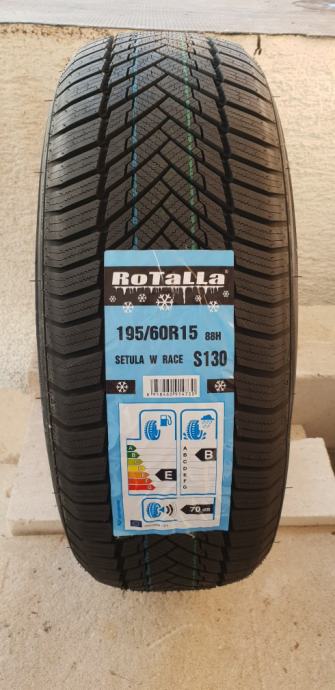 RoTaLLa®
195/60R15 88H
SETULA W RACE S130
A
B
E B
A
B
C
D
E
F
G
70 dB